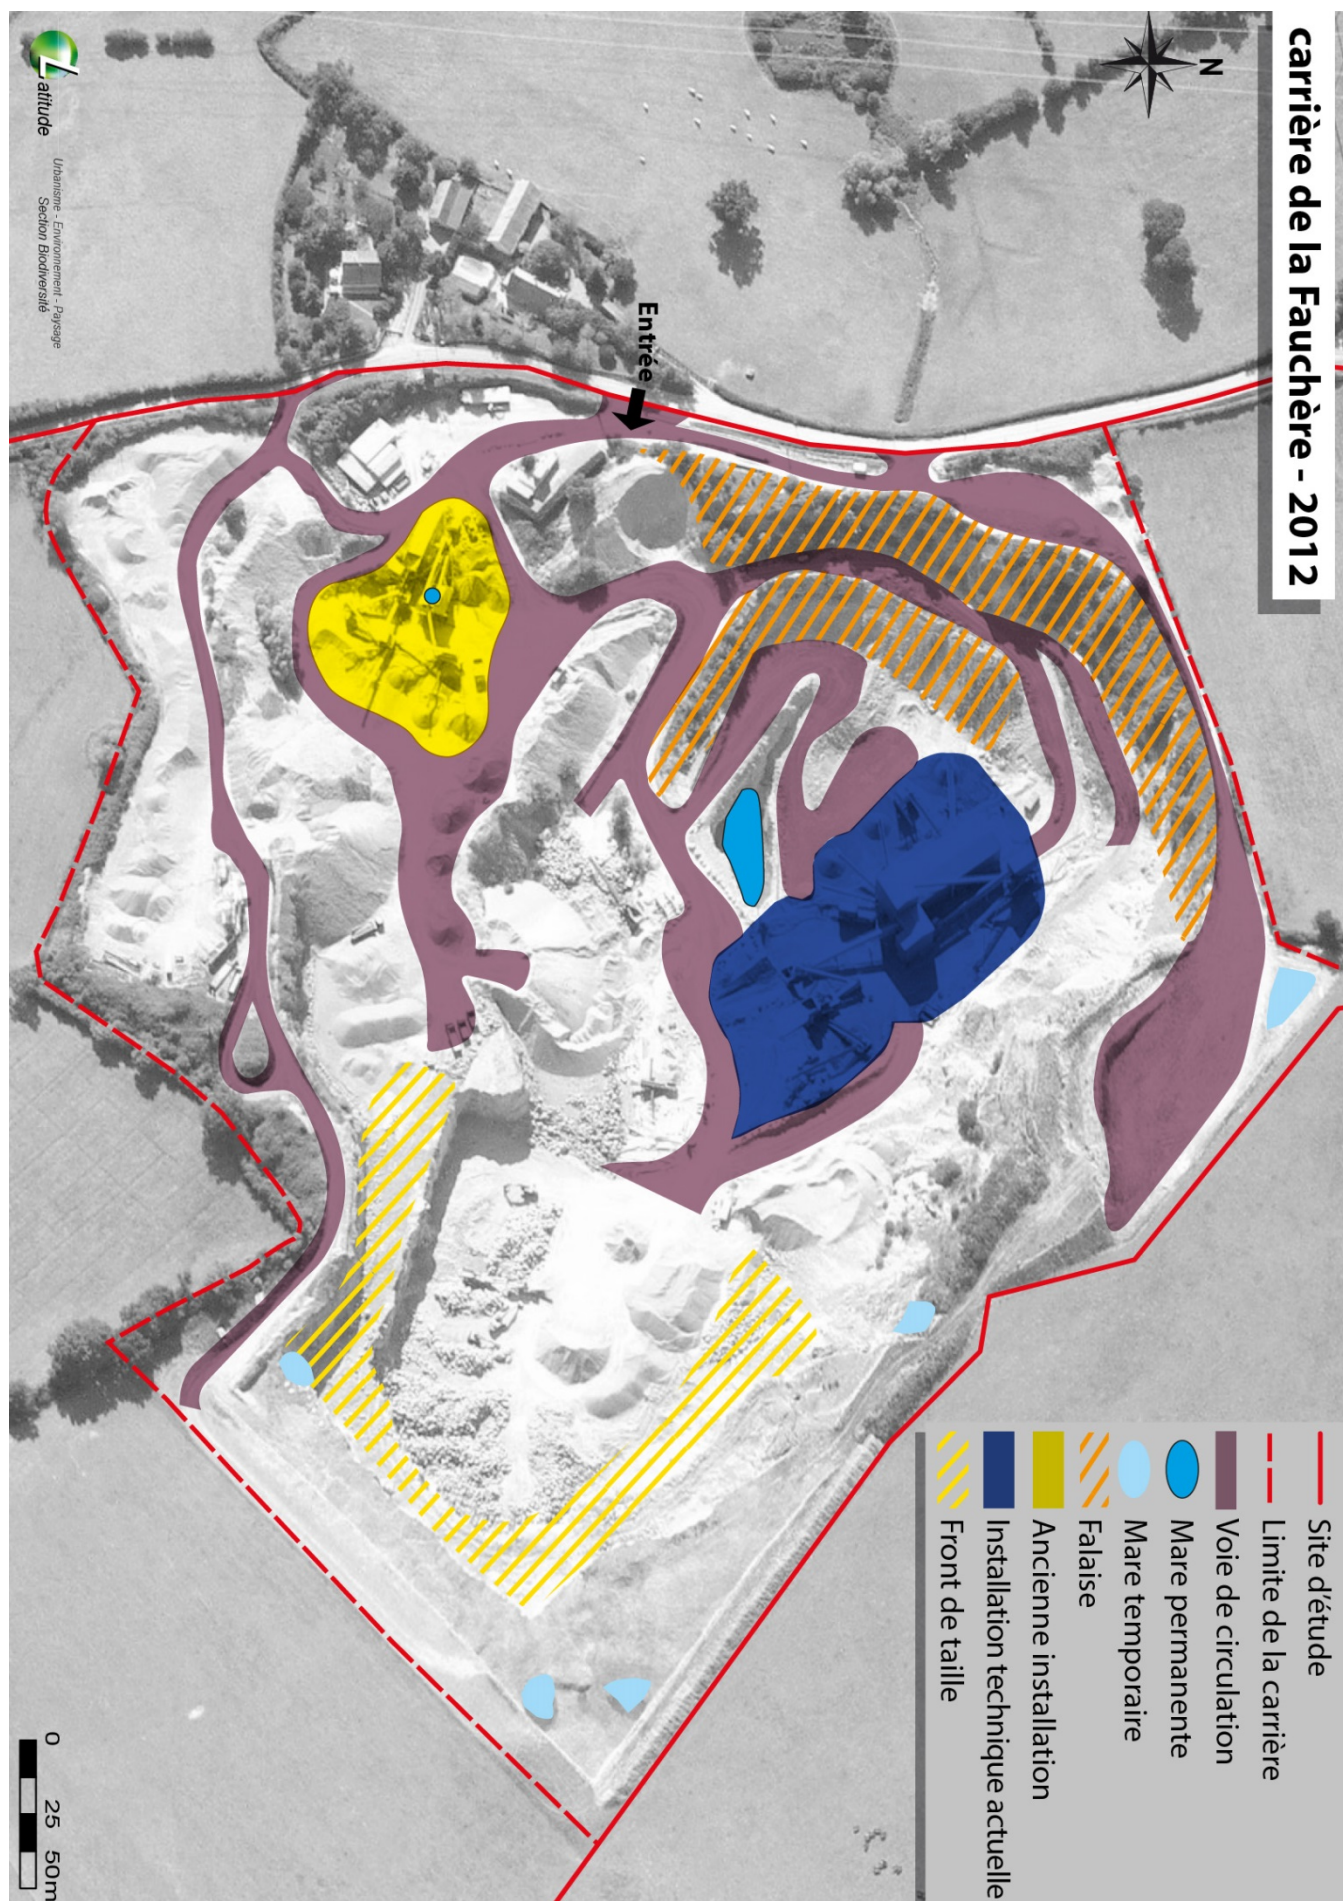 carrière de la Fauchère - 2012
N
Entrée
Site d'étude
Limite de la carrière
Voie de circulation
Mare permanente
Mare temporaire
Falaise
Ancienne installation
Installation technique actuelle
Front de taille
0 25 50m
Latitude
Urbanisme - Environnement - Paysage
Section Biodiversité